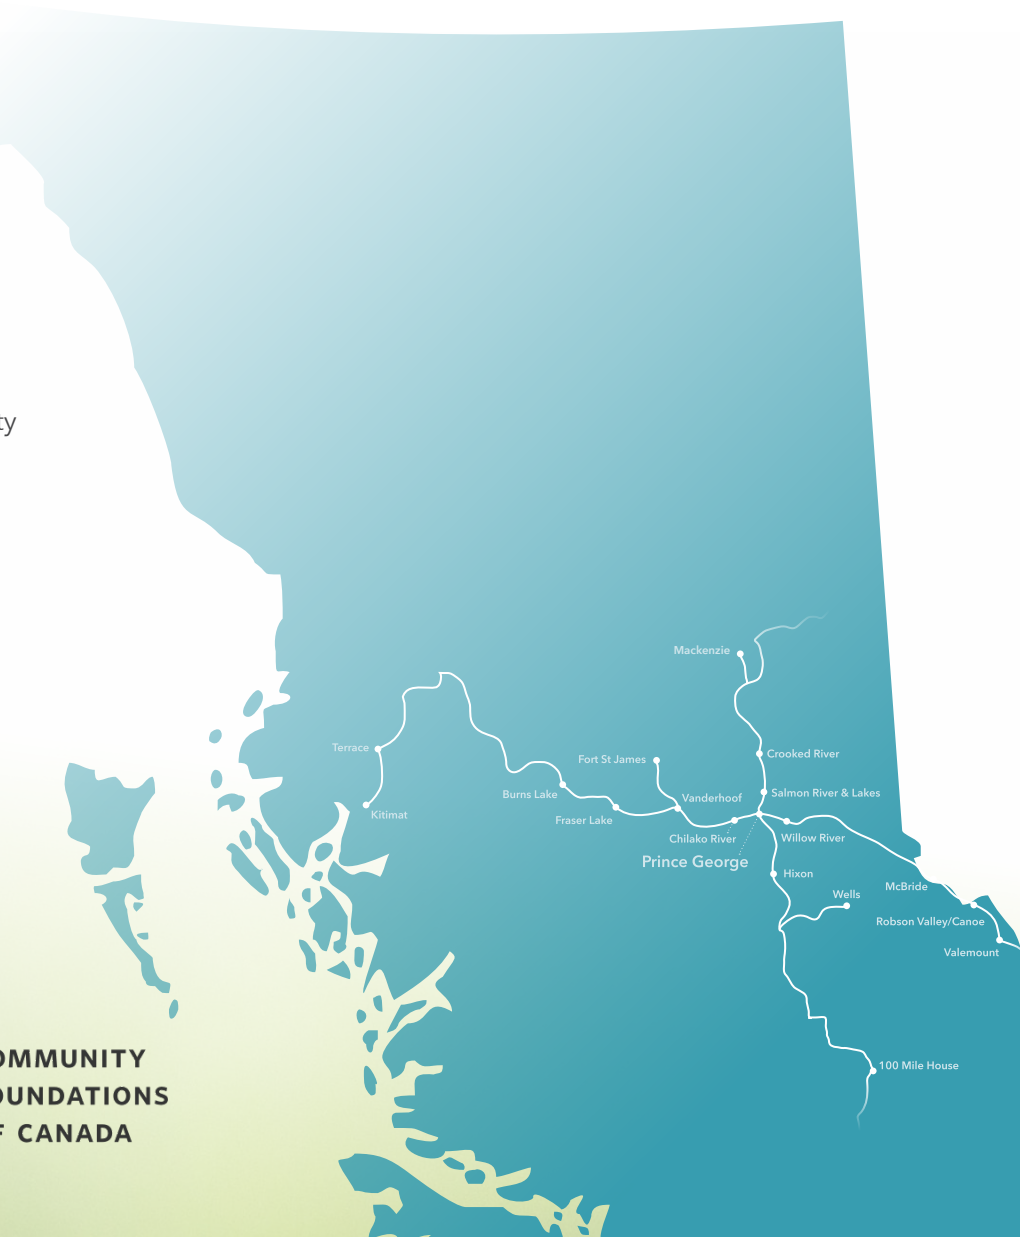 ty
Mackenzie
Terrace
Crooked River
Fort St James
Burns Lake
Salmon River & Lakes
Vanderhoof
Kitimat
Fraser Lake
Chilako River
Willow River
Prince George
Hixon
McBride
Wells
Robson Valley/Canoe
Valemount
OMMUNITY
OUNDATIONS
F CANADA
100 Mile House